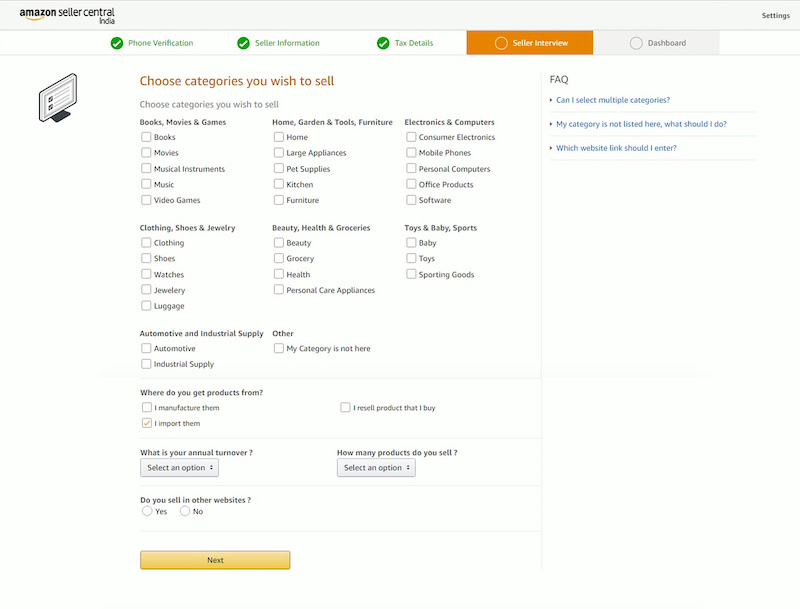 amazon seller central
India
Settings
Phone Verification
Seller Information
Tax Details
Seller Interview
Dashboard
Choose categories you wish to sell
Choose categories you wish to sell
Books, Movies & Games
Books
Movies
Musical Instruments
Music
Video Games
Home, Garden & Tools, Furniture
Home
Large Appliances
Pet Supplies
Kitchen
Furniture
Electronics & Computers
Consumer Electronics
Mobile Phones
Personal Computers
Office Products
Software
Clothing, Shoes & Jewelry
Clothing
Shoes
Watches
Jewelery
Luggage
Beauty, Health & Groceries
Beauty
Grocery
Health
Personal Care Appliances
Toys & Baby, Sports
Baby
Toys
Sporting Goods
Automotive and Industrial Supply
Automotive
Industrial Supply
Other
My Category is not here
Where do you get products from?
I manufacture them
I resell product that I buy
I import them
What is your annual turnover ?
Select an option
How many products do you sell ?
Select an option
Do you sell in other websites ?
Yes
No
Next
FAQ
Can I select multiple categories?
My category is not listed here, what should I do?
Which website link should I enter?